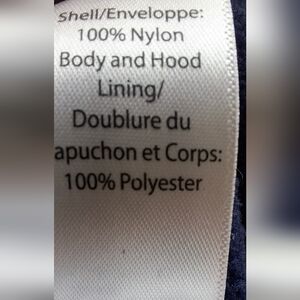 Shell/Enveloppe:
100% Nylon
Body and Hood
Lining/
Doublure du
apuchon et Corps:
100% Polyester